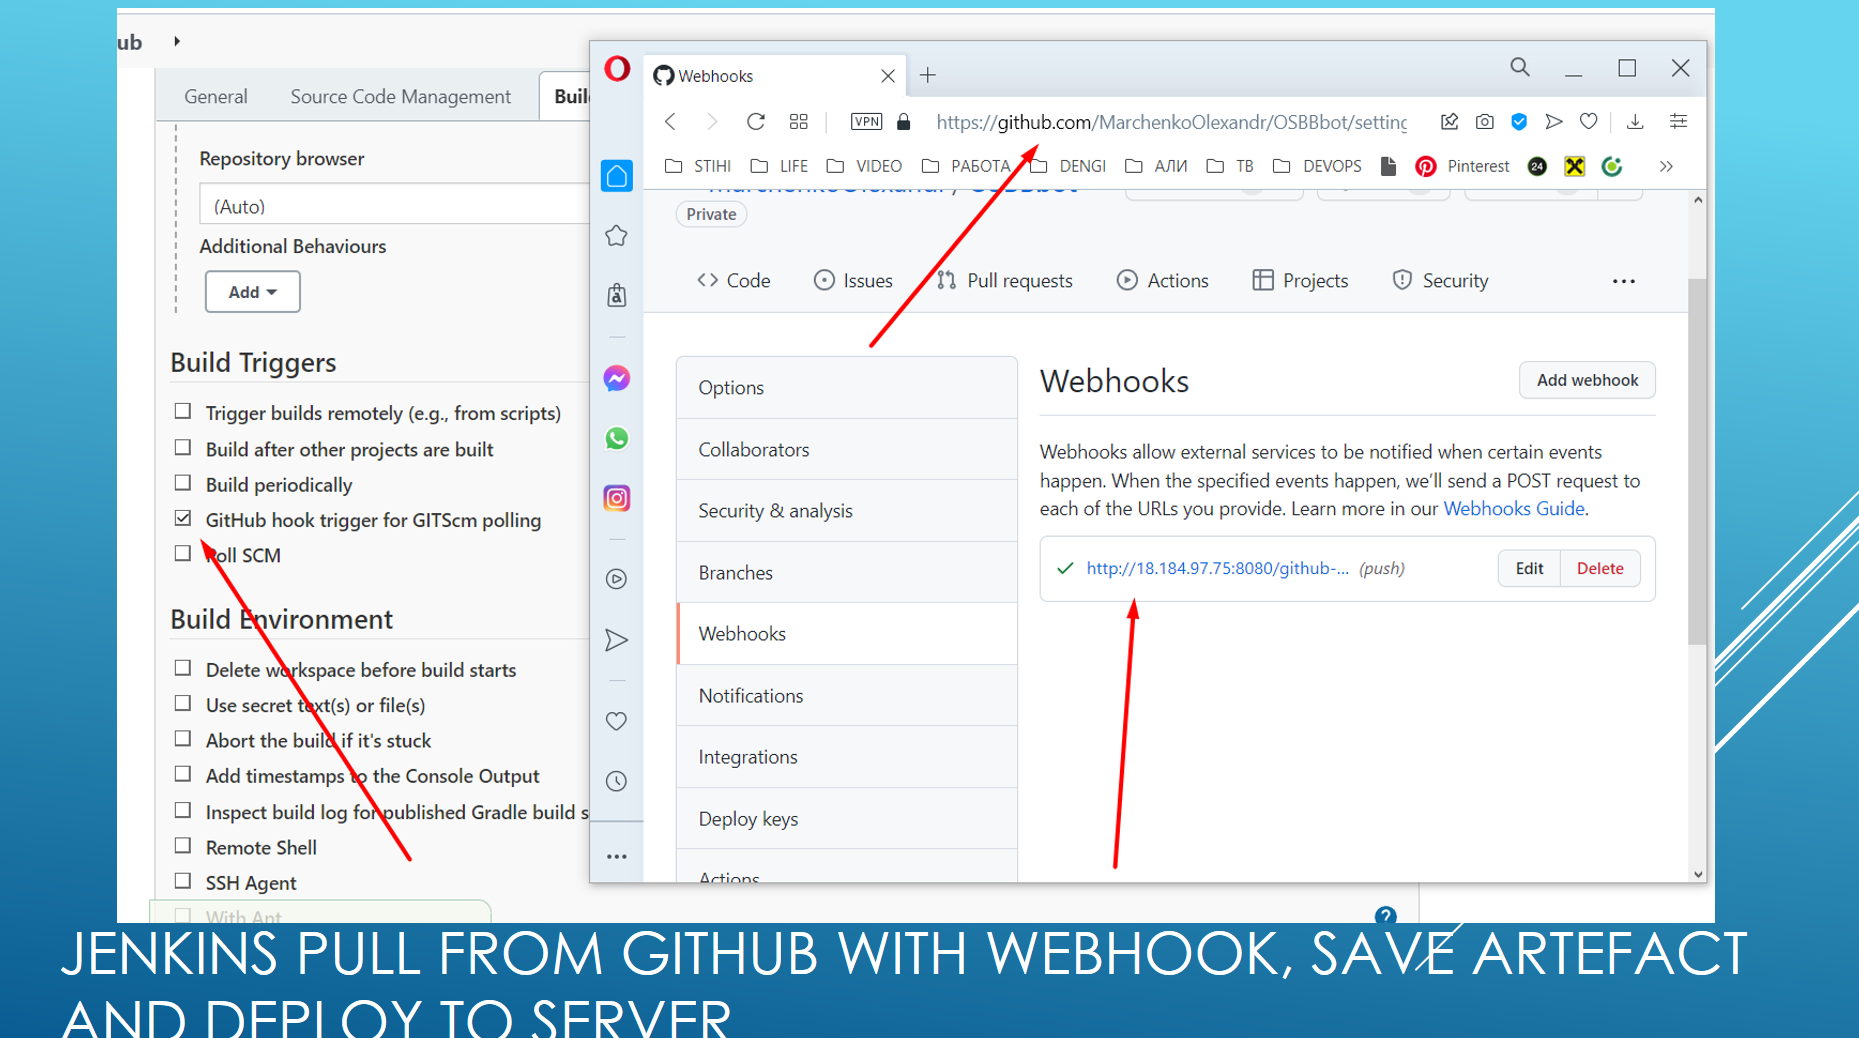 ub
General Source Code Management Buil
Repository browser
(Auto)
Additional Behaviours
Add
Build Triggers
Trigger builds remotely (e.g., from scripts)
Build after other projects are built
Build periodically
GitHub hook trigger for GITScm polling
Poll SCM
Build Environment
Delete workspace before build starts
Use secret text(s) or file(s)
Abort the build if it's stuck
Add timestamps to the Console Output
Inspect build log for published Gradle build s
Remote Shell
SSH Agent
With Ant
Webhooks
VPN https://github.com/MarchenkoOlexandr/OSBBbot/setting
STIHI LIFE VIDEO РАБОТА DENGI АЛИ ТВ DEVOPS Pinterest 24
MarchenkoOlexandr / OSBBbot
Private
Code Issues Pull requests Actions Projects Security
Options
Collaborators
Security & analysis
Branches
Webhooks
Notifications
Integrations
Deploy keys
Actions
Webhooks
Add webhook
Webhooks allow external services to be notified when certain events
happen. When the specified events happen, we’ll send a POST request to
each of the URLs you provide. Learn more in our Webhooks Guide.
http://18.184.97.75:8080/github-... (push) Edit Delete
JENKINS PULL FROM GITHUB WITH WEBHOOK, SAVE ARTEFACT
AND DEPLOY TO SERVER